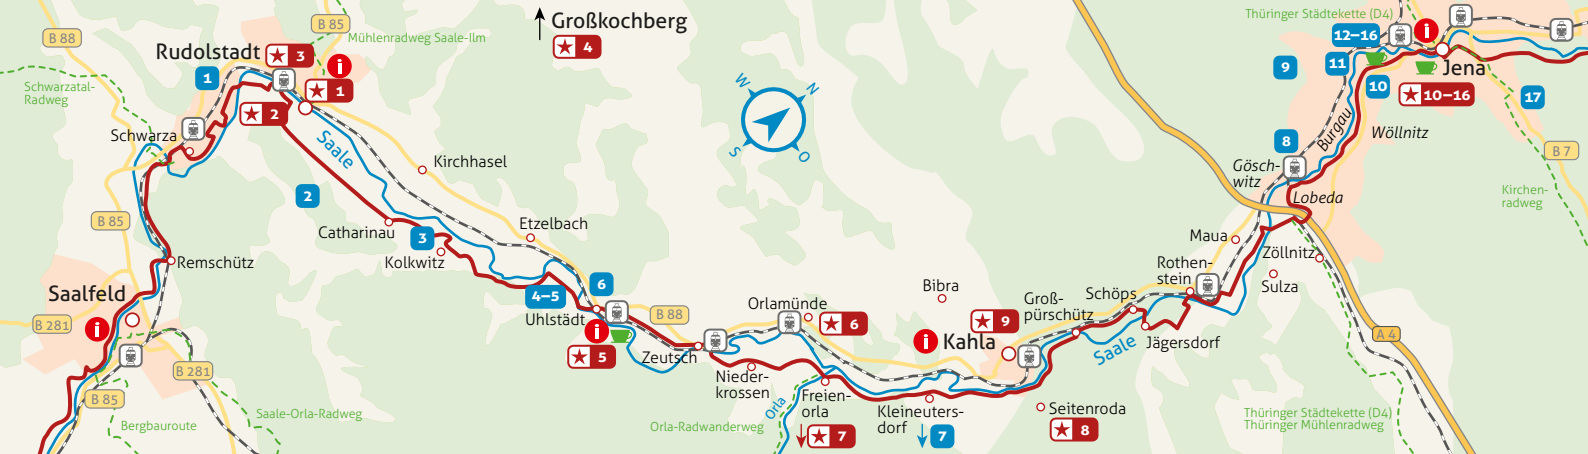 B 88
B 85
Mühlenradweg Saale-Ilm
Großkochberg
4
Rudolstadt
3
1
1
2
Schwarzatal-
Radweg
Schwarza
Saale
Kirchhasel
2
Catharinau
3
Kolkwitz
Etzelbach
B 85
Remschütz
Saalfeld
B 281
B 281
B 85
Bergbauroute
Saale-Orla-Radweg
W
N
S
O
4–5
6
Uhlstädt
5
B 88
Zeutsch
Orlamünde
6
Nieder-
krossen
Orla-Radwanderweg
Orla
Freien-
orla
7
Kleineuters-
dorf
7
Bibra
9
Kahla
Groß-
pürschütz
Schöps
Saale
Jägersdorf
Seitenroda
8
Rothen-
stein
Maua
Zöllnitz
Sulza
Lobeda
Gösch-
witz
8
Burgau
Wöllnitz
Thüringer Städtekette (D4)
12–16
9
11
10
Jena
10–16
17
B 7
Kirchen-
radweg
A 4
Thüringer Städtekette (D4)
Thüringer Mühlenradweg